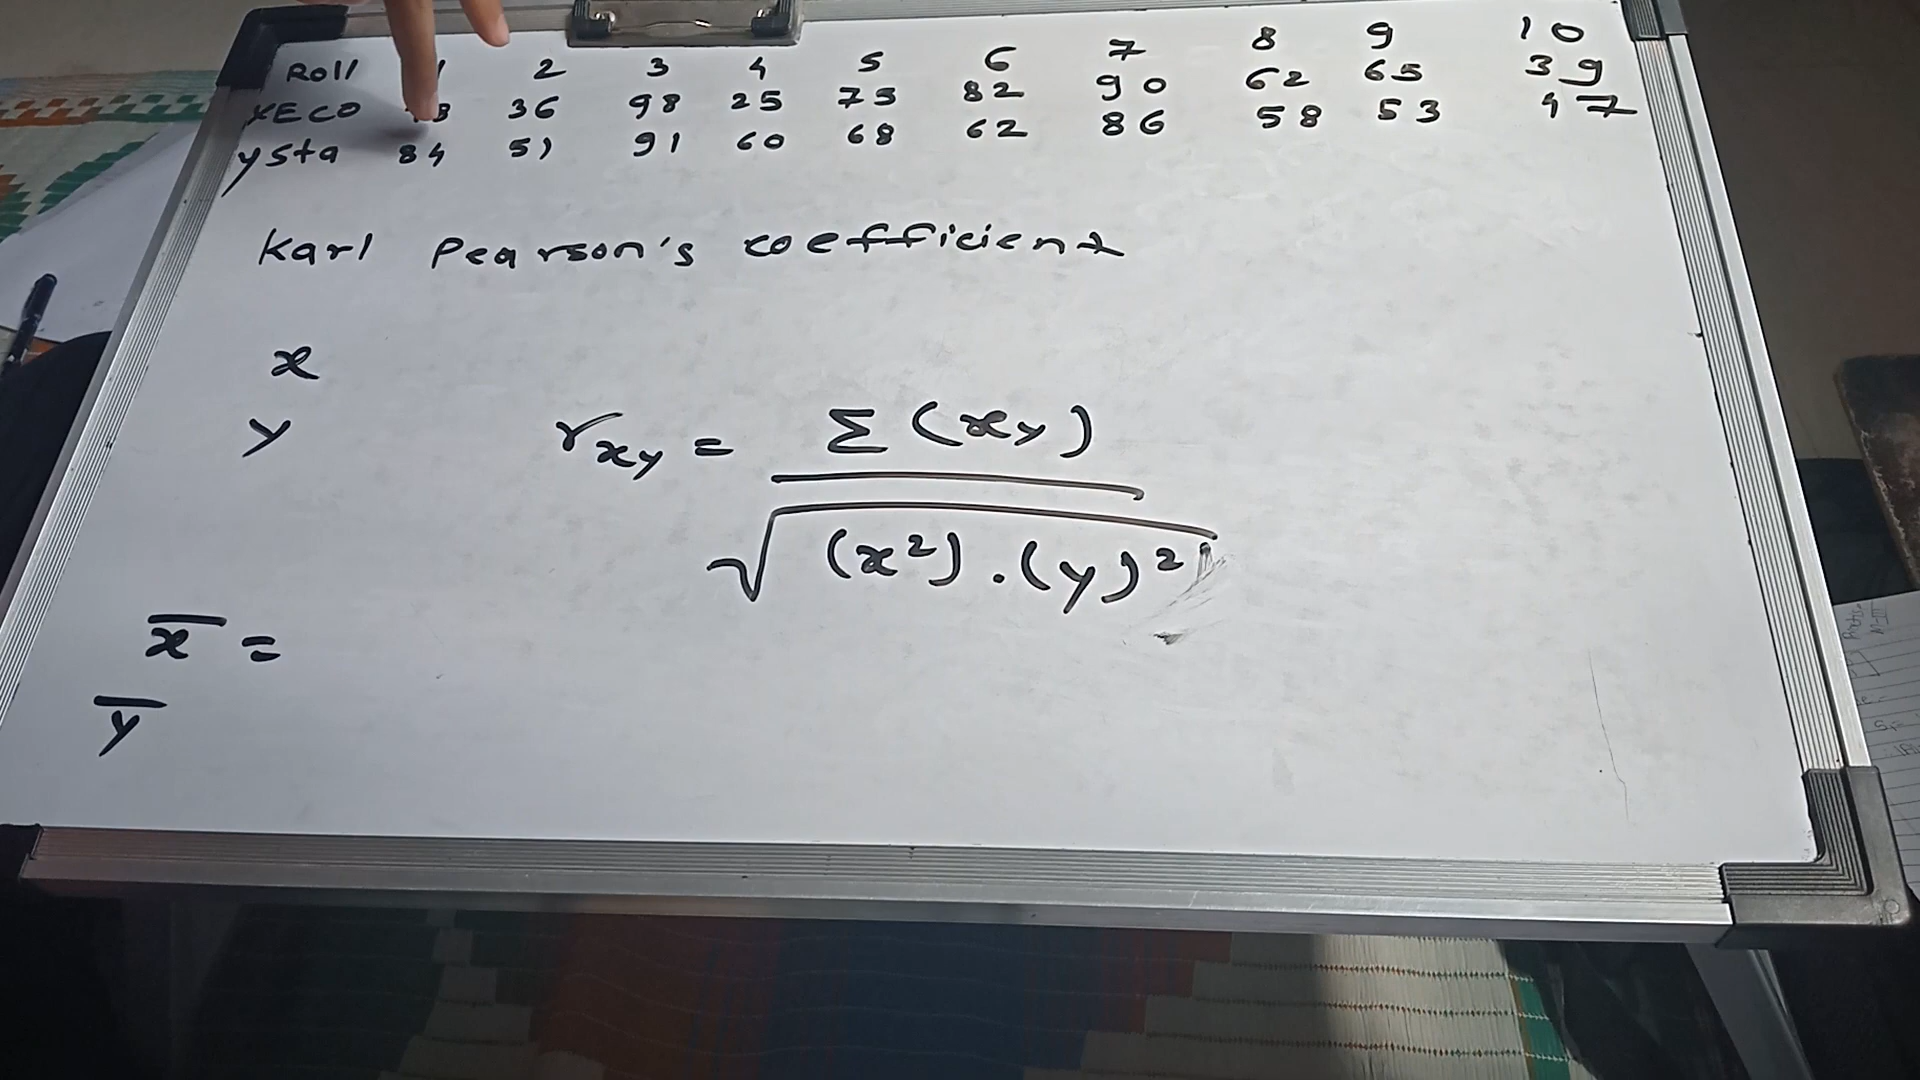 Roll 1 2 3 4 5 6 7 8 9 10
xEco 36 98 25 75 82 90 62 65 39
ysta 84 51 91 60 68 62 86 58 53 47
Karl Pearson's coefficient
x
y
rxy = Σ(xy)
√(x²).(y)²
x̅ =
y̅